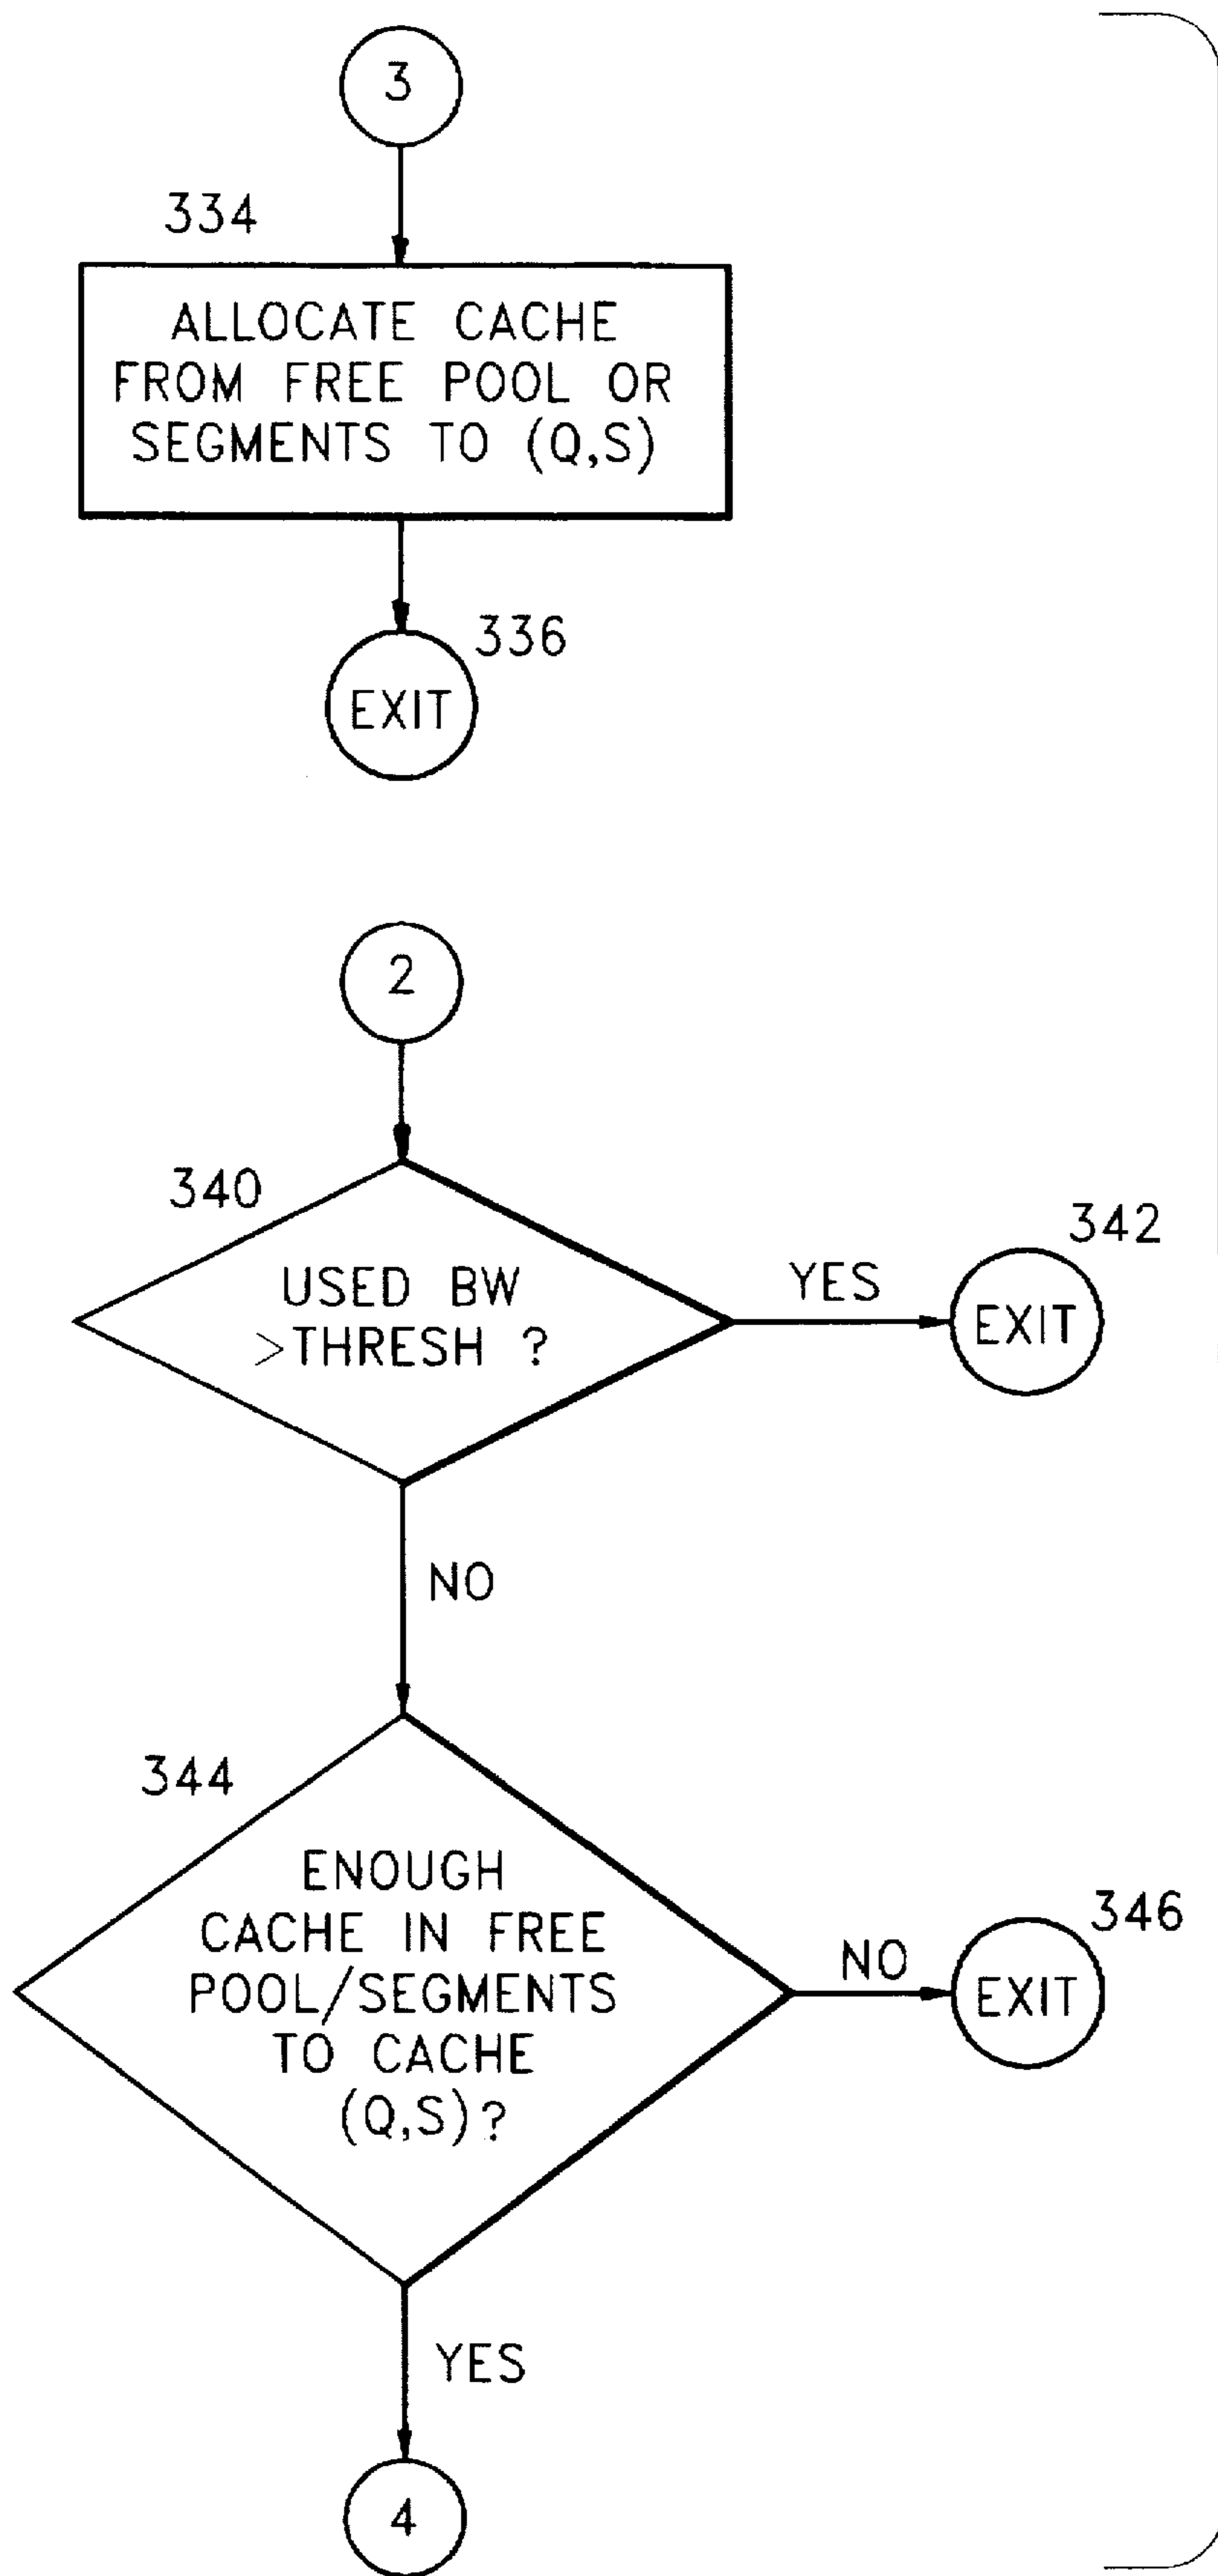 3
334
ALLOCATE CACHE
FROM FREE POOL OR
SEGMENTS TO (Q,S)
336
EXIT
2
340
USED BW
>THRESH ?
YES
342
EXIT
NO
344
ENOUGH
CACHE IN FREE
POOL/SEGMENTS
TO CACHE
(Q,S)?
NO
346
EXIT
YES
4